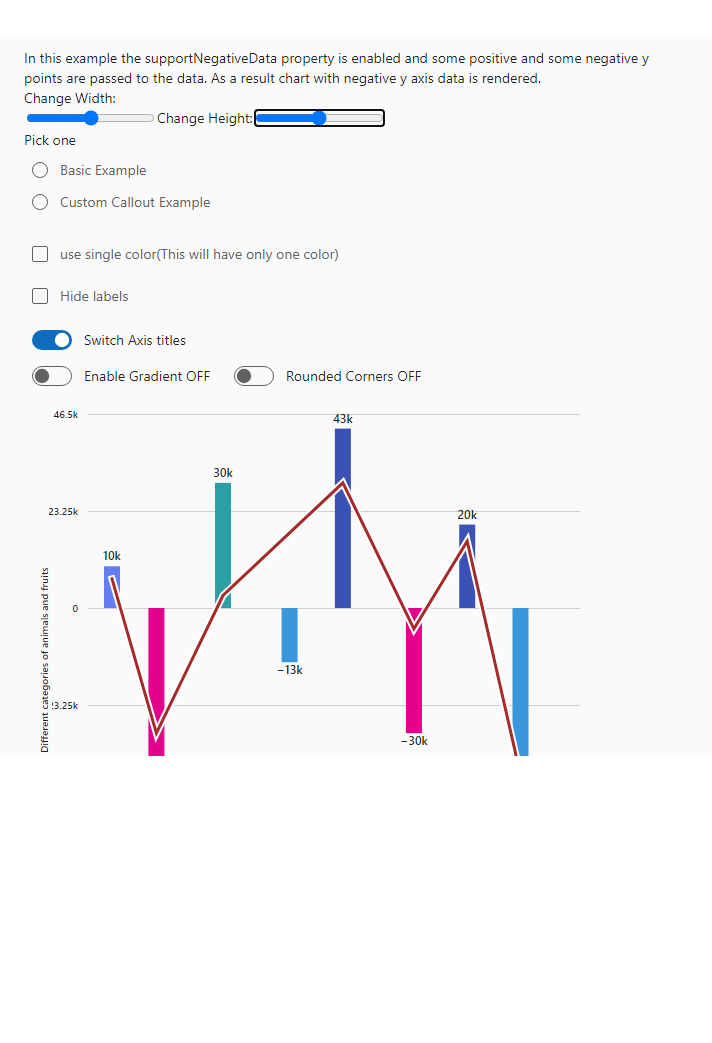 In this example the supportNegativeData property is enabled and some positive and some negative y
points are passed to the data. As a result chart with negative y axis data is rendered.
Change Width:
Change Height:
Pick one
Basic Example
Custom Callout Example
use single color(This will have only one color)
Hide labels
Switch Axis titles
Enable Gradient OFF
Rounded Corners OFF
46.5k
43k
30k
23.25k
20k
10k
0
−13k
3.25k
−30k
Different categories of animals and fruits